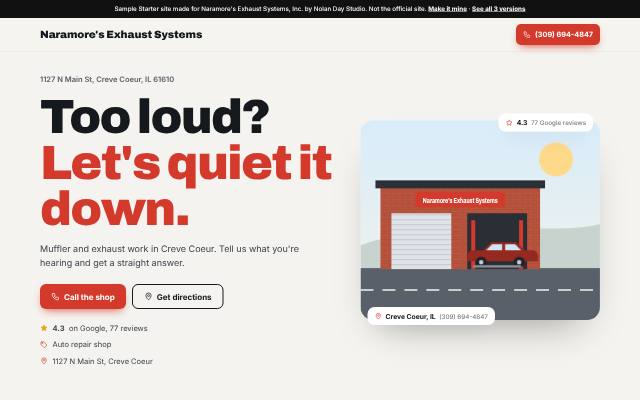 Sample Starter site made for Naramore's Exhaust Systems, Inc. by Nolan Day Studio. Not the official site. Make it mine · See all 3 versions
Naramore's Exhaust Systems
(309) 694-4847
1127 N Main St, Creve Coeur, IL 61610
Too loud?
Let's quiet it
down.
Muffler and exhaust work in Creve Coeur. Tell us what you're
hearing and get a straight answer.
Call the shop
Get directions
4.3 on Google, 77 reviews
Auto repair shop
1127 N Main St, Creve Coeur
4.3 77 Google reviews
Naramore's Exhaust Systems
Creve Coeur, IL (309) 694-4847